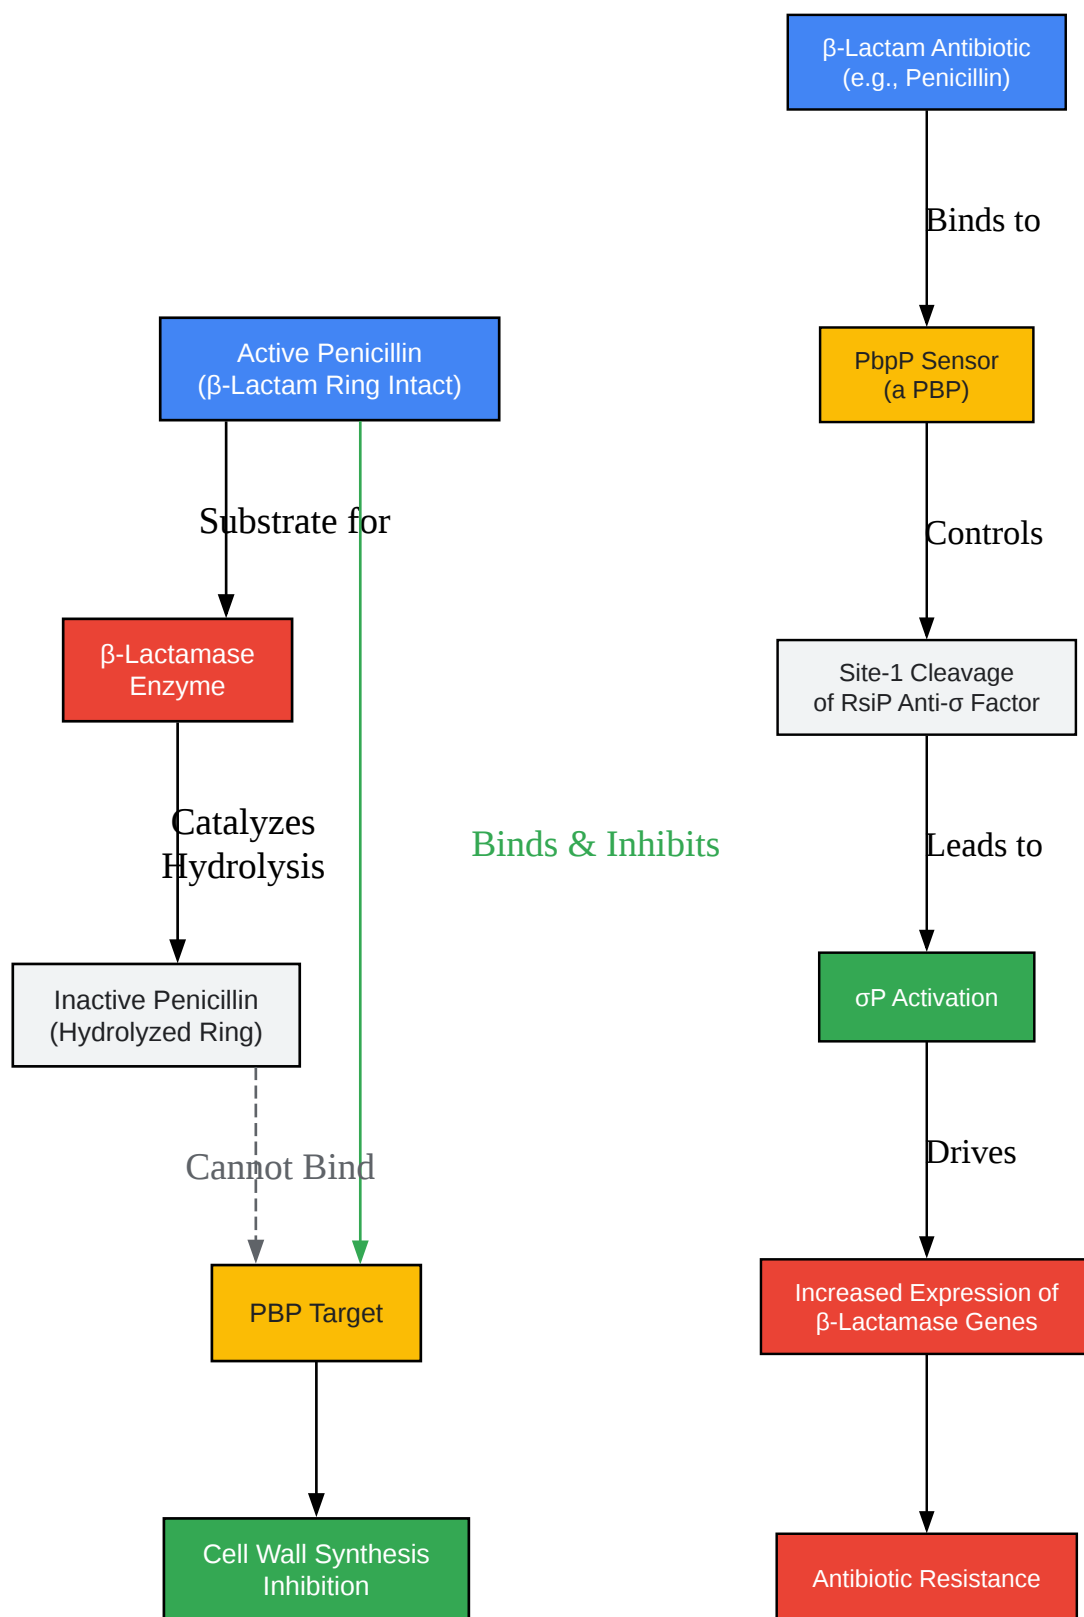 Active Penicillin
(β-Lactam Ring Intact)
Substrate for
β-Lactamase
Enzyme
Catalyzes
Hydrolysis
Binds & Inhibits
Inactive Penicillin
(Hydrolyzed Ring)
Cannot Bind
PBP Target
Cell Wall Synthesis
Inhibition
β-Lactam Antibiotic
(e.g., Penicillin)
Binds to
PbpP Sensor
(a PBP)
Controls
Site-1 Cleavage
of RsiP Anti-σ Factor
Leads to
σP Activation
Drives
Increased Expression of
β-Lactamase Genes
Antibiotic Resistance